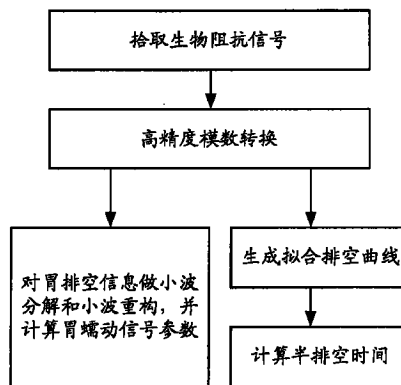 拾取生物阻抗信号
高精度模数转换
对胃排空信息做小波
分解和小波重构，并
计算胃蠕动信号参数
生成拟合排空曲线
计算半排空时间